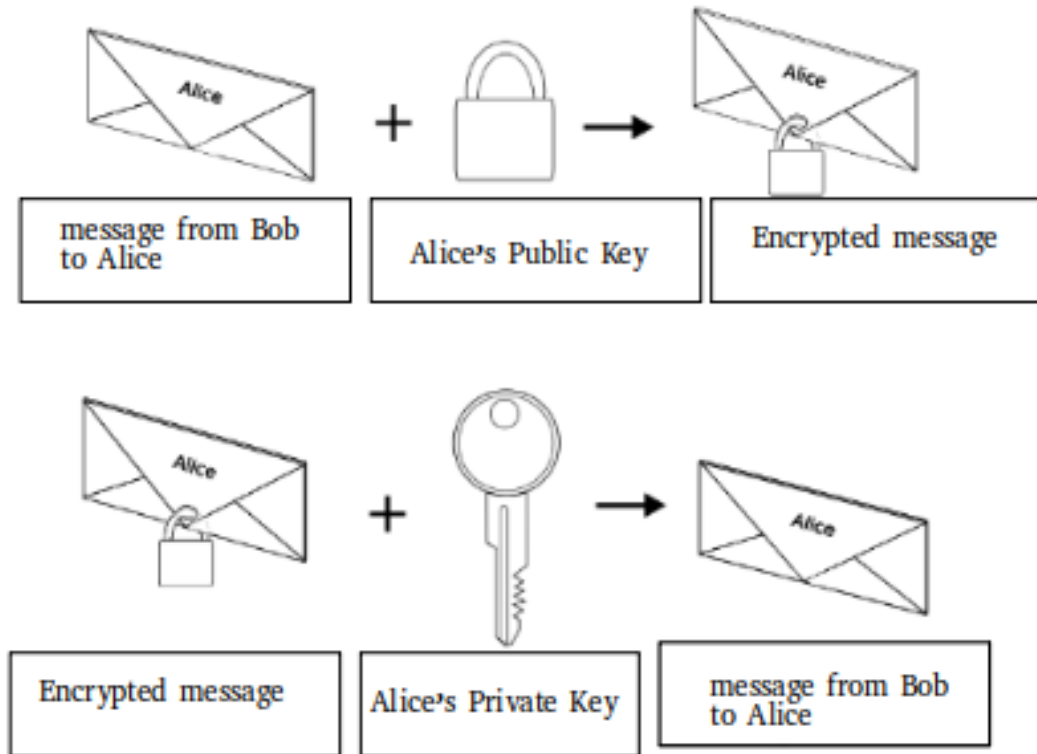 Alice
Alice
message from Bob
to Alice
Alice's Public Key
Encrypted message
Alice
Alice
Encrypted message
Alice's Private Key
message from Bob
to Alice